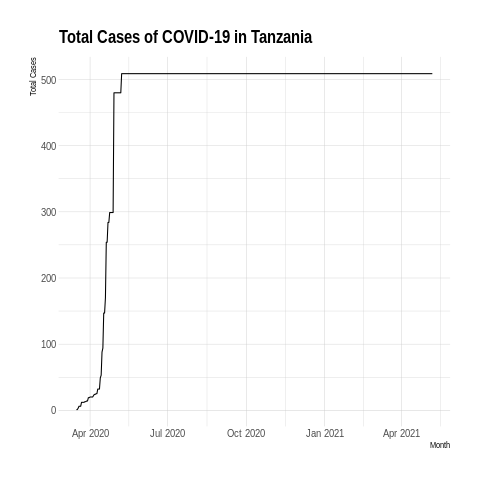 Total Cases of COVID-19 in Tanzania
Total Cases
500
400
300
200
100
0
Apr 2020
Jul 2020
Oct 2020
Jan 2021
Apr 2021
Month